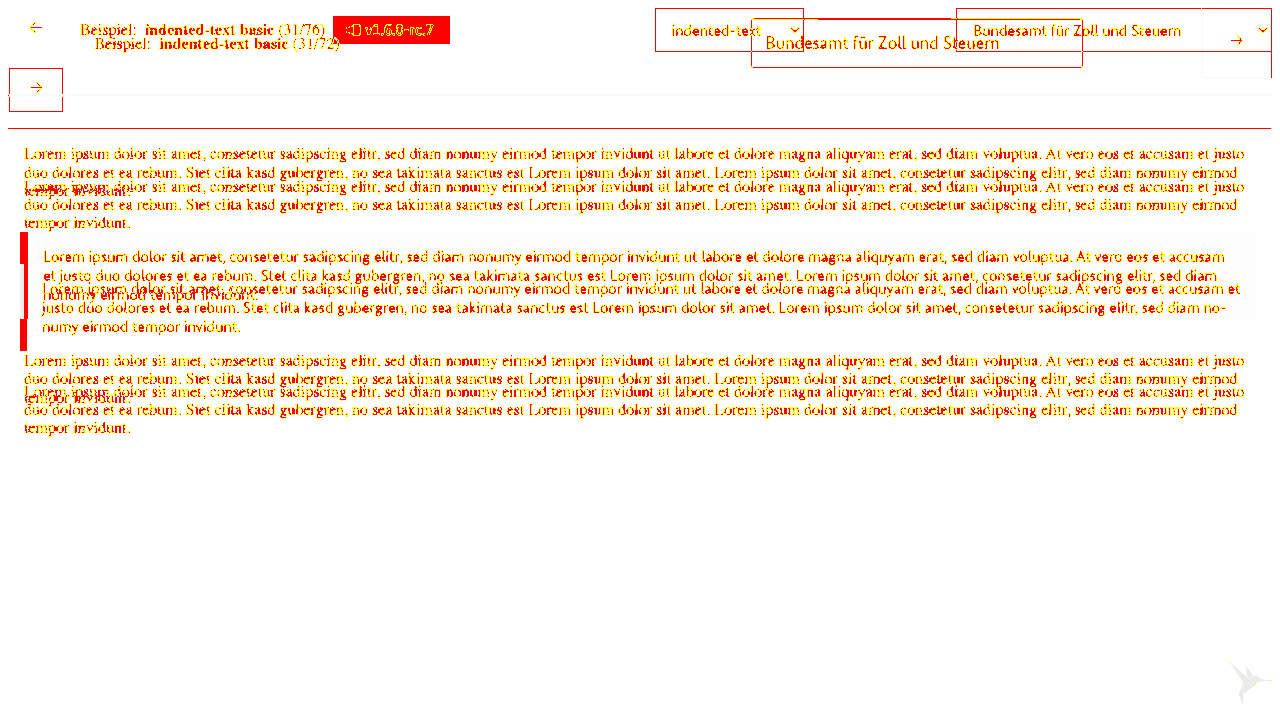 ← Beispiel: indented-text basic (31/76) v1.6.0-rc.7 indented-text Bundesamt für Zoll und Steuern
Beispiel: indented-text basic (31/72) Bundesamt für Zoll und Steuern →
→
Lorem ipsum dolor sit amet, consetetur sadipscing elitr, sed diam nonumy eirmod tempor invidunt ut labore et dolore magna aliquyam erat, sed diam voluptua. At vero eos et accusam et justo
duo dolores et ea rebum. Stet clita kasd gubergren, no sea takimata sanctus est Lorem ipsum dolor sit amet. Lorem ipsum dolor sit amet, consetetur sadipscing elitr, sed diam nonumy eirmod
tempor invidunt.
Lorem ipsum dolor sit amet, consetetur sadipscing elitr, sed diam nonumy eirmod tempor invidunt ut labore et dolore magna aliquyam erat, sed diam voluptua. At vero eos et accusam et justo
duo dolores et ea rebum. Stet clita kasd gubergren, no sea takimata sanctus est Lorem ipsum dolor sit amet. Lorem ipsum dolor sit amet, consetetur sadipscing elitr, sed diam nonumy eirmod
tempor invidunt.
Lorem ipsum dolor sit amet, consetetur sadipscing elitr, sed diam nonumy eirmod tempor invidunt ut labore et dolore magna aliquyam erat, sed diam voluptua. At vero eos et accusam
et justo duo dolores et ea rebum. Stet clita kasd gubergren, no sea takimata sanctus est Lorem ipsum dolor sit amet. Lorem ipsum dolor sit amet, consetetur sadipscing elitr, sed diam
nonumy eirmod tempor invidunt.
Lorem ipsum dolor sit amet, consetetur sadipscing elitr, sed diam nonumy eirmod tempor invidunt ut labore et dolore magna aliquyam erat, sed diam voluptua. At vero eos et accusam et
justo duo dolores et ea rebum. Stet clita kasd gubergren, no sea takimata sanctus est Lorem ipsum dolor sit amet. Lorem ipsum dolor sit amet, consetetur sadipscing elitr, sed diam no-
numy eirmod tempor invidunt.
Lorem ipsum dolor sit amet, consetetur sadipscing elitr, sed diam nonumy eirmod tempor invidunt ut labore et dolore magna aliquyam erat, sed diam voluptua. At vero eos et accusam et justo
duo dolores et ea rebum. Stet clita kasd gubergren, no sea takimata sanctus est Lorem ipsum dolor sit amet. Lorem ipsum dolor sit amet, consetetur sadipscing elitr, sed diam nonumy eirmod
tempor invidunt.
Lorem ipsum dolor sit amet, consetetur sadipscing elitr, sed diam nonumy eirmod tempor invidunt ut labore et dolore magna aliquyam erat, sed diam voluptua. At vero eos et accusam et justo
duo dolores et ea rebum. Stet clita kasd gubergren, no sea takimata sanctus est Lorem ipsum dolor sit amet. Lorem ipsum dolor sit amet, consetetur sadipscing elitr, sed diam nonumy eirmod
tempor invidunt.